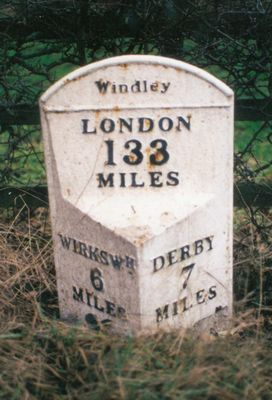 Windley
LONDON
133
MILES
WIRKSWH
6
MILES
DERBY
7
MILES